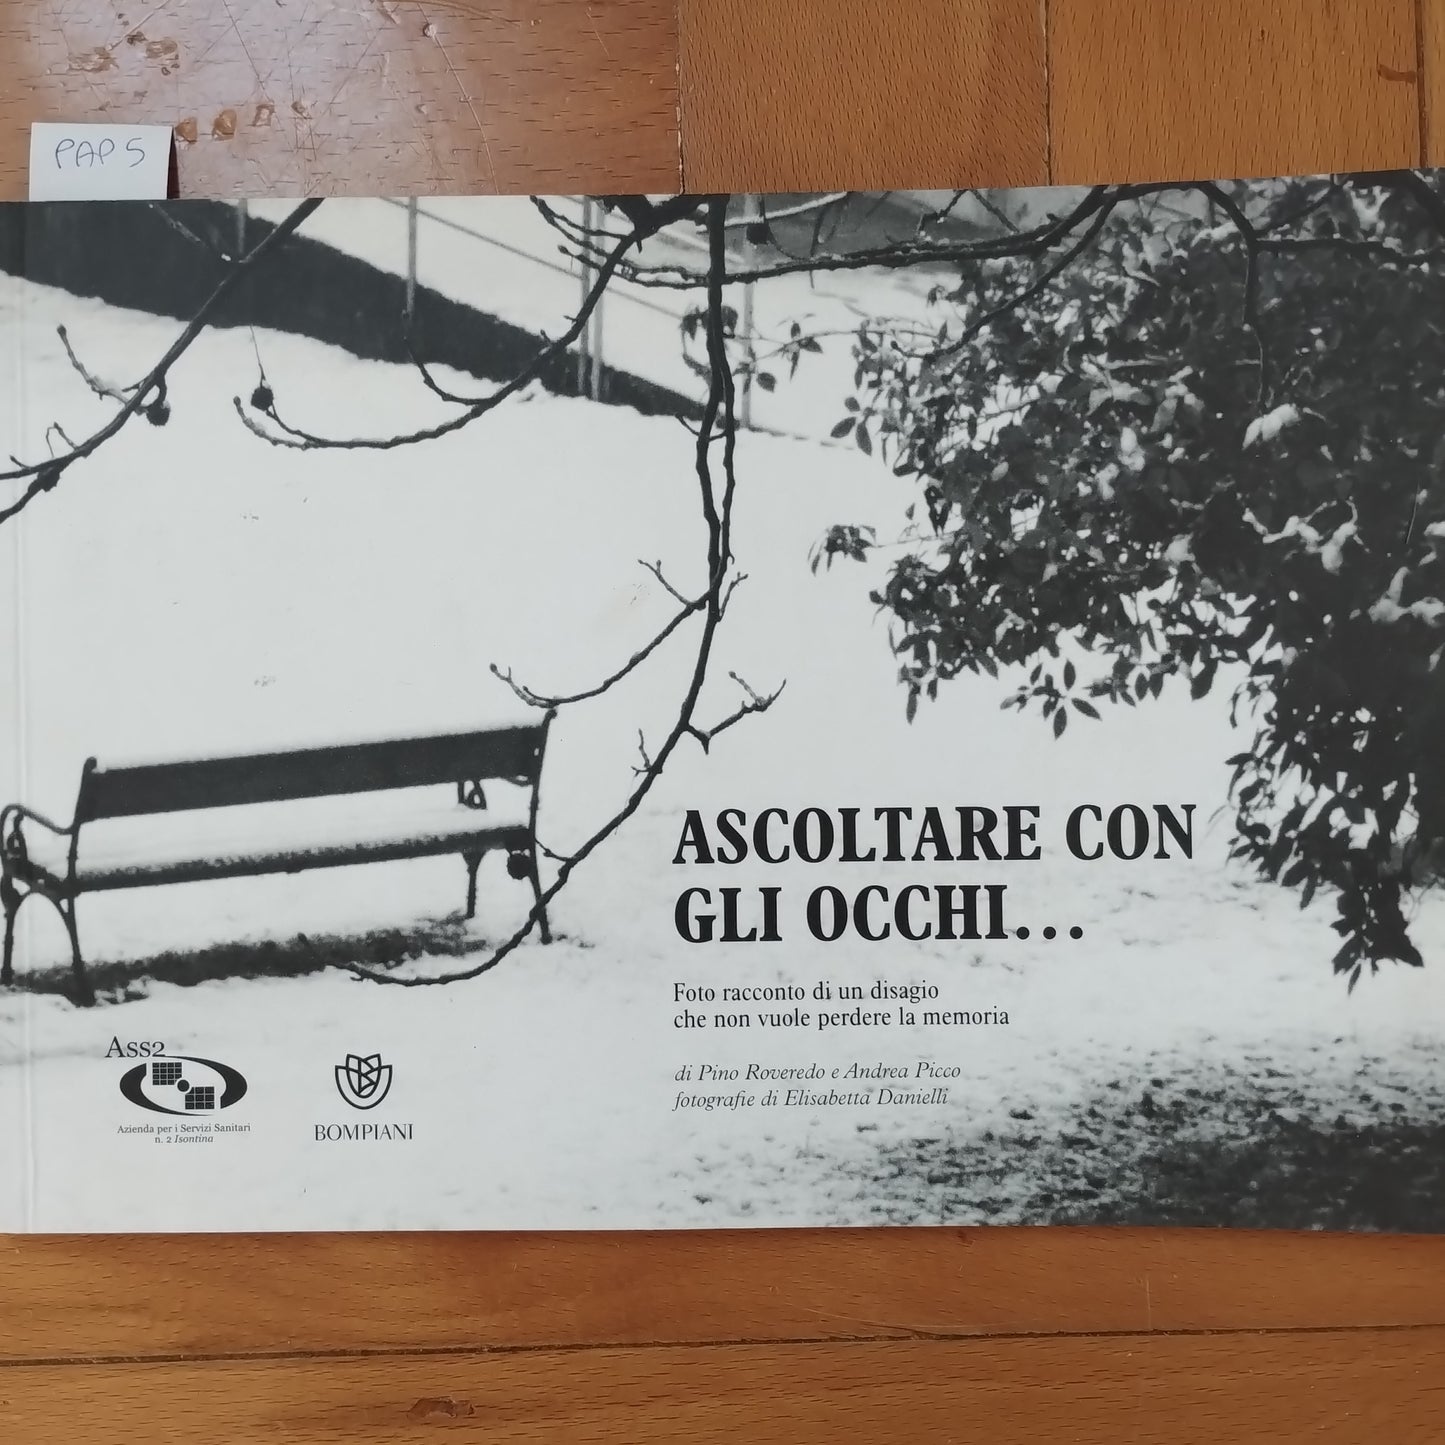 PAP 5
ASCOLTARE CON
GLI OCCHI...
Foto racconto di un disagio
che non vuole perdere la memoria
di Pino Roveredo e Andrea Picco
fotografie di Elisabetta Danielli
Ass2
Azienda per i Servizi Sanitari
n. 2 Isontina
BOMPIANI